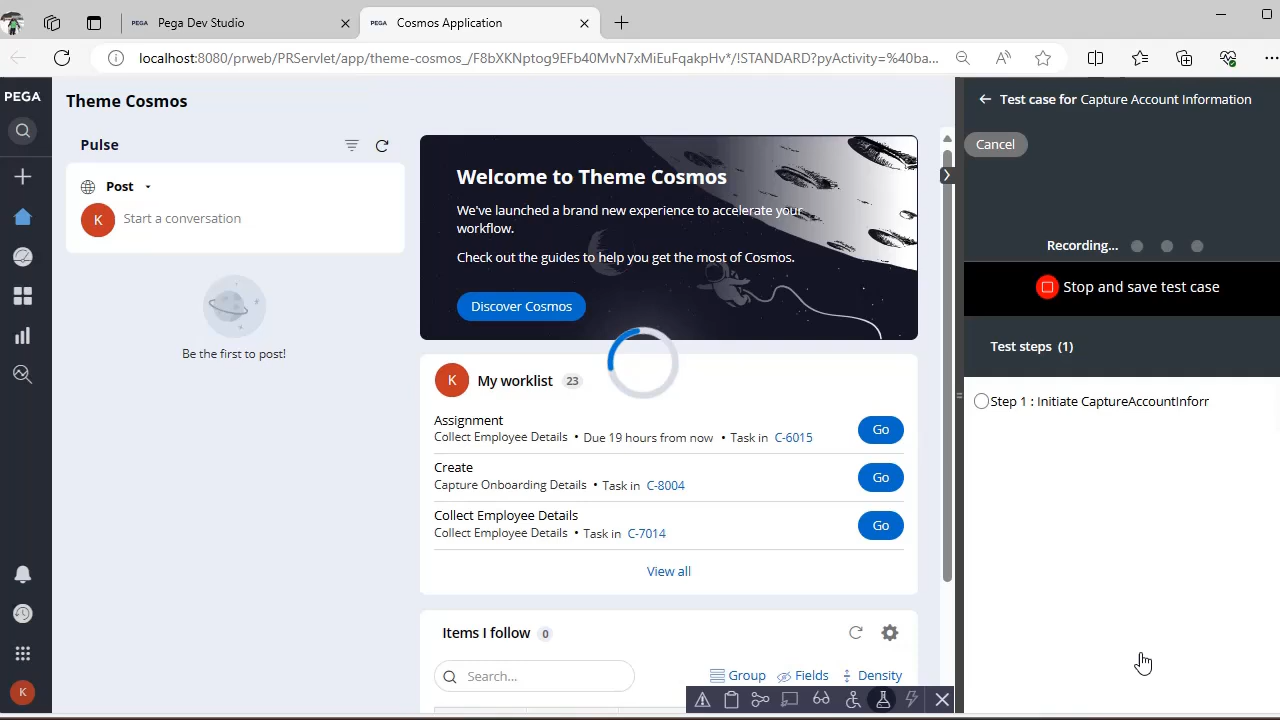 PEGA Pega Dev Studio
PEGA Cosmos Application
localhost:8080/prweb/PRServlet/app/theme-cosmos_/F8bXKNptog9EFb40MvN7xMiEuFqakpHv*/!STANDARD?pyActivity=%40ba...
PEGA
K
Theme Cosmos
Pulse
Post
K
Start a conversation
Be the first to post!
Welcome to Theme Cosmos
We've launched a brand new experience to accelerate your
workflow.
Check out the guides to help you get the most of Cosmos.
Discover Cosmos
K My worklist 23
Assignment
Collect Employee Details • Due 19 hours from now • Task in C-6015
Go
Create
Capture Onboarding Details • Task in C-8004
Go
Collect Employee Details
Collect Employee Details • Task in C-7014
Go
View all
Items I follow 0
Search...
Group Fields Density
Test case for Capture Account Information
Cancel
Recording...
Stop and save test case
Test steps (1)
Step 1 : Initiate CaptureAccountInforr